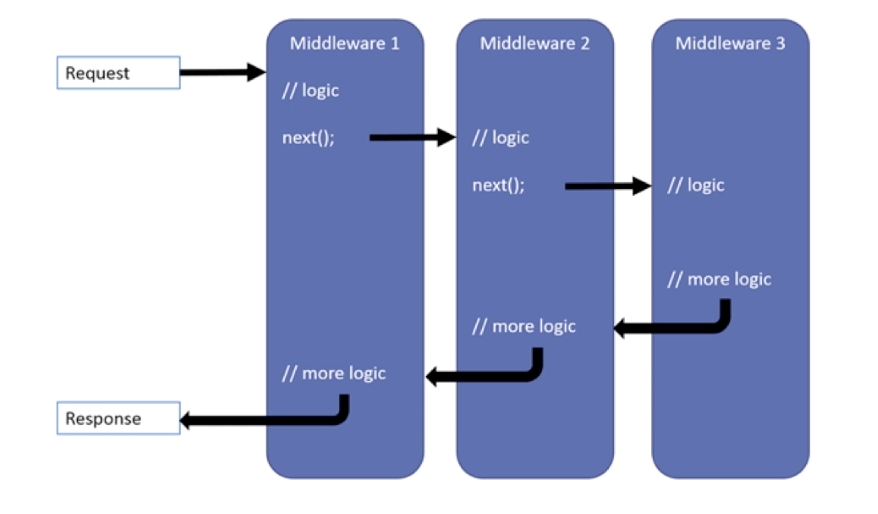 Middleware 1
Middleware 2
Middleware 3
Request
// logic
next();
// logic
next();
// logic
// more logic
// more logic
// more logic
Response